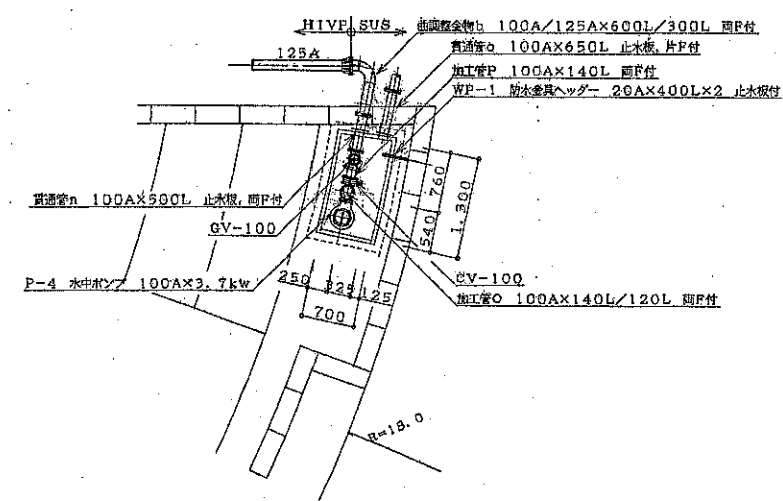 HIVP SUS
曲調整金物b 100A/125A×600L/300L 両F付
125A
貫通管o 100A×650L 止水板、片F付
加工管P 100A×140L 両F付
WP-1 防水金具ヘッダー 20A×400L×2 止水板付
760
1,300
540
貫通管n 100A×500L 止水板、両F付
GV-100
P-4 水中ポンプ 100A×3.7kw
CV-100
加工管O 100A×140L/120L 両F付
250 325 125
700
R=18.0